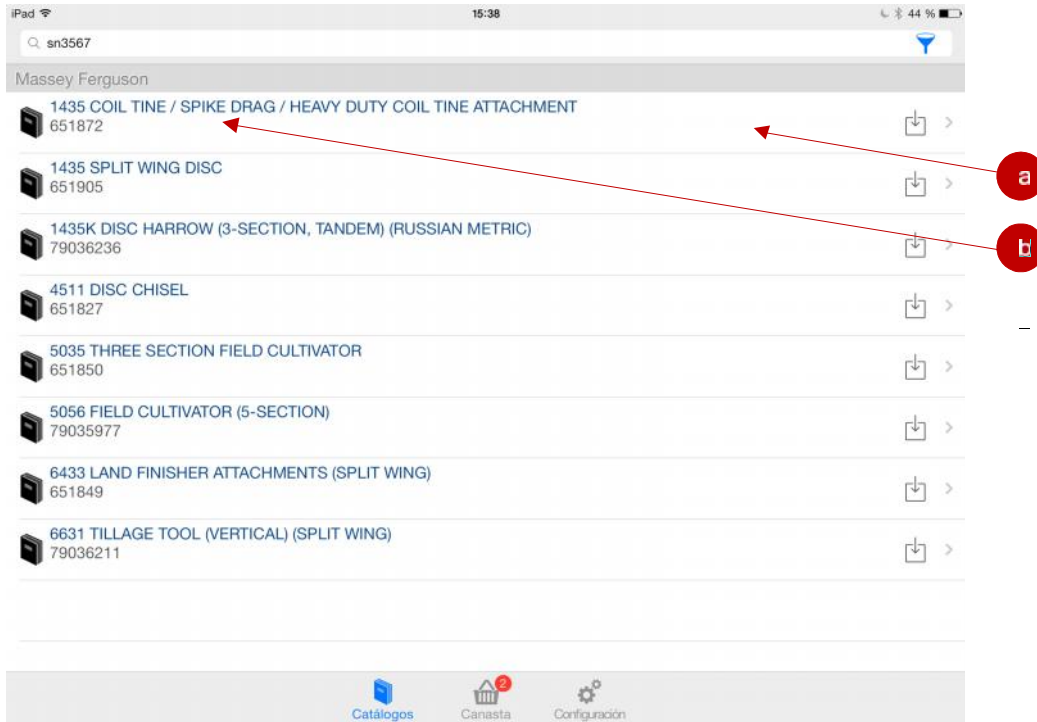 iPad 15:38 44 %
sn3567
Massey Ferguson
1435 COIL TINE / SPIKE DRAG / HEAVY DUTY COIL TINE ATTACHMENT
651872
a
1435 SPLIT WING DISC
651905
1435K DISC HARROW (3-SECTION, TANDEM) (RUSSIAN METRIC)
79036236
b
4511 DISC CHISEL
651827
5035 THREE SECTION FIELD CULTIVATOR
651850
5056 FIELD CULTIVATOR (5-SECTION)
79035977
6433 LAND FINISHER ATTACHMENTS (SPLIT WING)
651849
6631 TILLAGE TOOL (VERTICAL) (SPLIT WING)
79036211
2
Catálogos Canasta Configuración